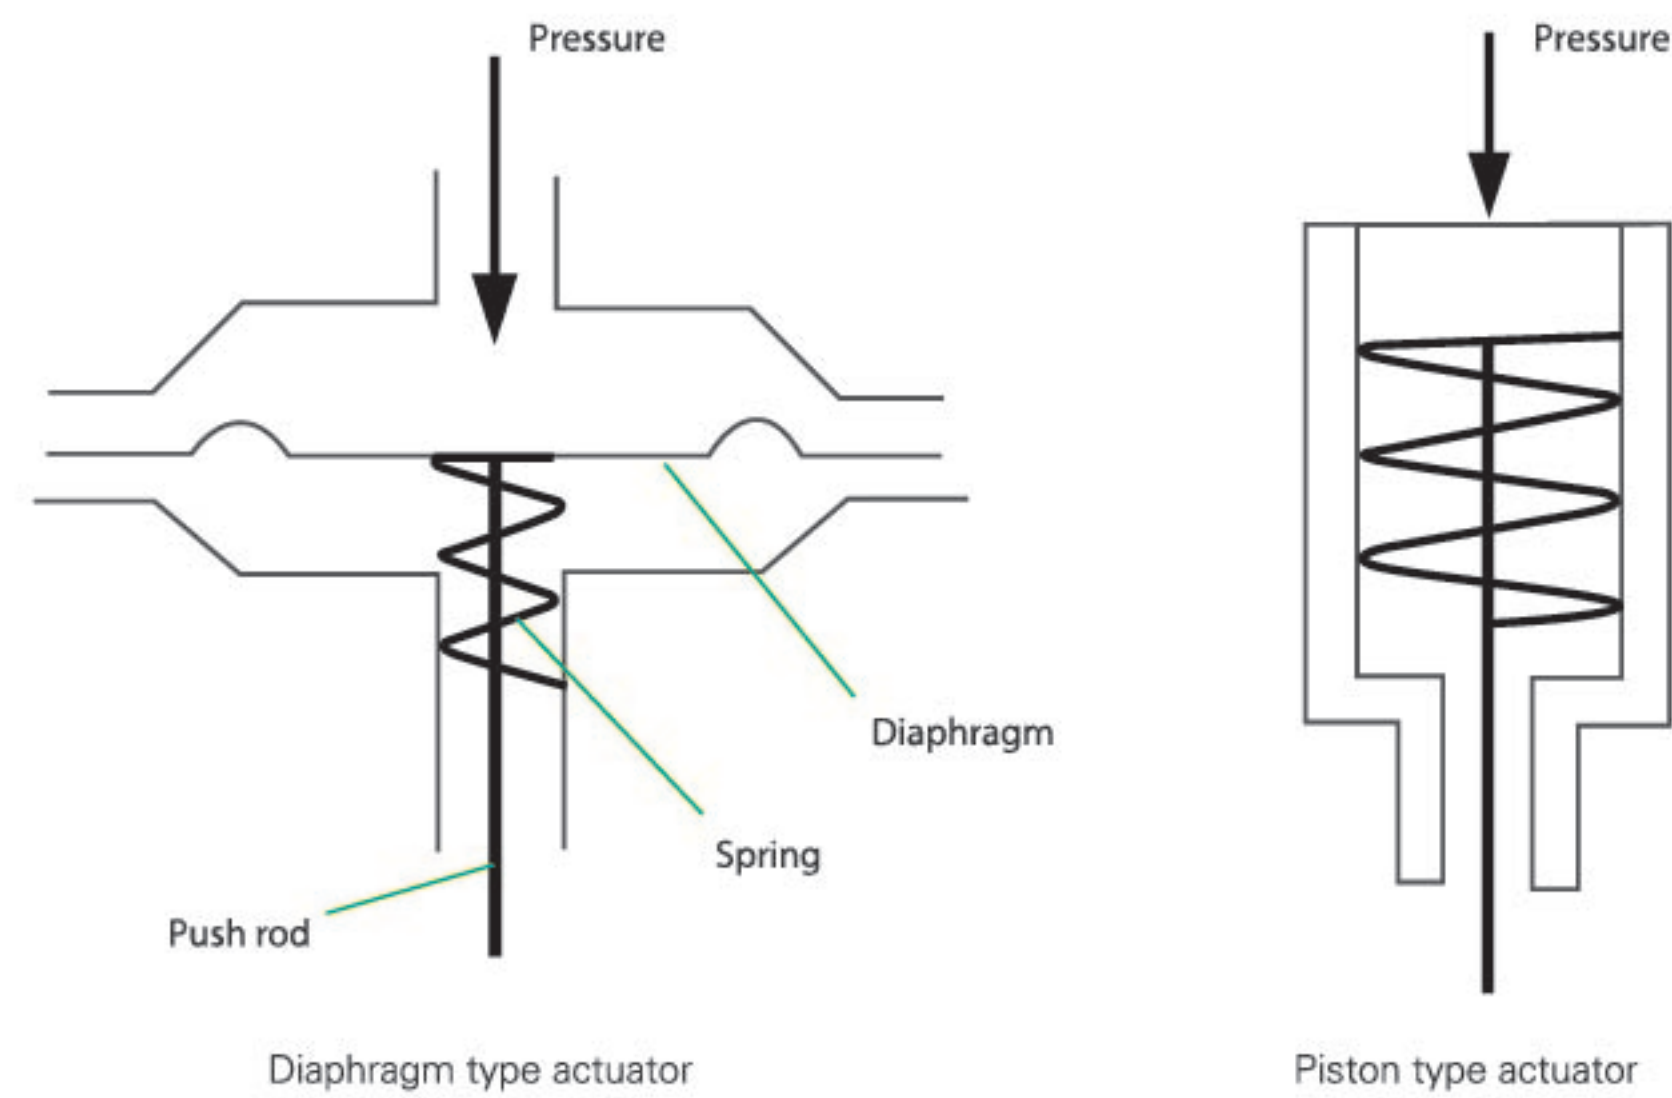 Pressure
Pressure
Diaphragm
Spring
Push rod
Diaphragm type actuator
Piston type actuator